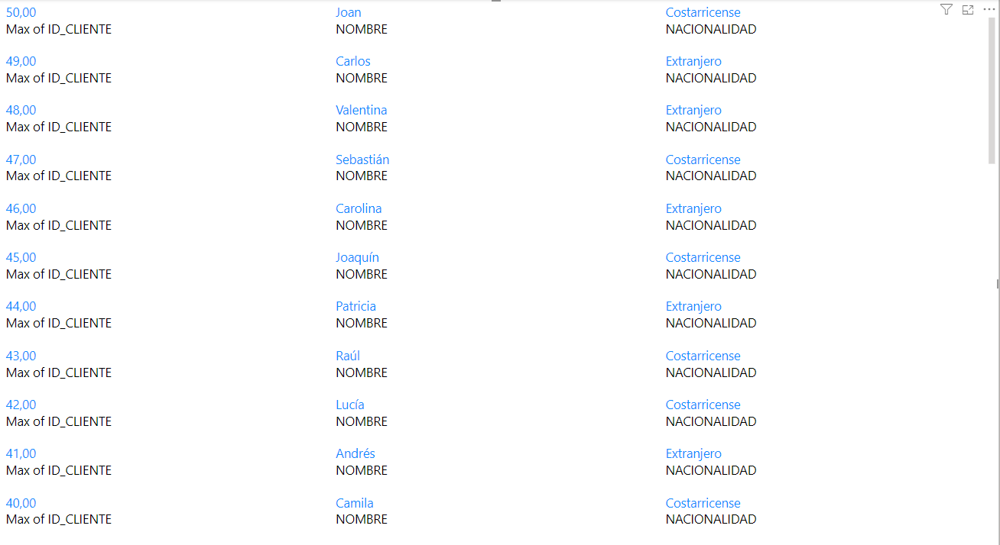 50,00 Joan Costarricense
Max of ID_CLIENTE NOMBRE NACIONALIDAD
49,00 Carlos Extranjero
Max of ID_CLIENTE NOMBRE NACIONALIDAD
48,00 Valentina Extranjero
Max of ID_CLIENTE NOMBRE NACIONALIDAD
47,00 Sebastián Costarricense
Max of ID_CLIENTE NOMBRE NACIONALIDAD
46,00 Carolina Extranjero
Max of ID_CLIENTE NOMBRE NACIONALIDAD
45,00 Joaquín Costarricense
Max of ID_CLIENTE NOMBRE NACIONALIDAD
44,00 Patricia Extranjero
Max of ID_CLIENTE NOMBRE NACIONALIDAD
43,00 Raúl Costarricense
Max of ID_CLIENTE NOMBRE NACIONALIDAD
42,00 Lucía Costarricense
Max of ID_CLIENTE NOMBRE NACIONALIDAD
41,00 Andrés Extranjero
Max of ID_CLIENTE NOMBRE NACIONALIDAD
40,00 Camila Costarricense
Max of ID_CLIENTE NOMBRE NACIONALIDAD